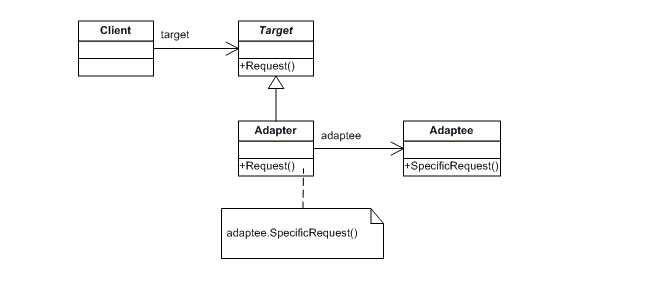 Client
target
Target
+Request()
Adapter
adaptee
Adaptee
+Request()
+SpecificRequest()
adaptee.SpecificRequest()